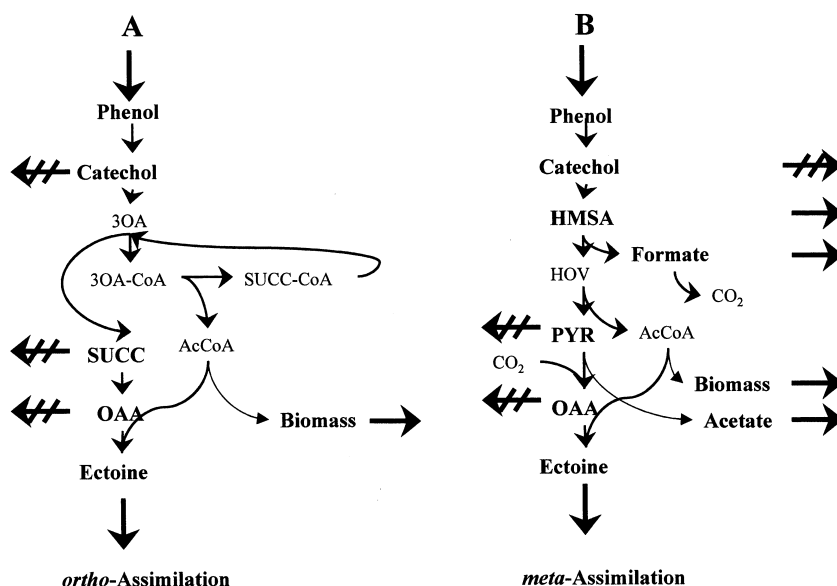 A
Phenol
Catechol
3OA
3OA-CoA
SUCC-CoA
SUCC
AcCoA
OAA
Biomass
Ectoine
ortho-Assimilation
B
Phenol
Catechol
HMSA
Formate
HOV
CO2
PYR
AcCoA
CO2
Biomass
OAA
Acetate
Ectoine
meta-Assimilation